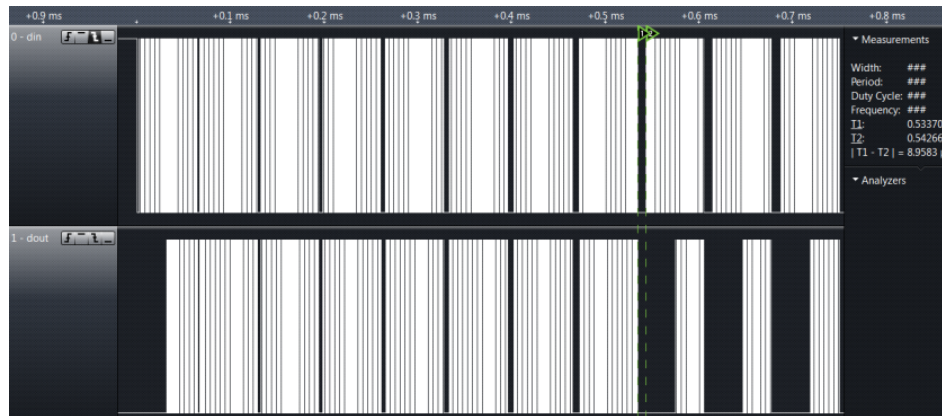 +0.9 ms +0.1 ms +0.2 ms +0.3 ms +0.4 ms +0.5 ms +0.6 ms +0.7 ms +0.8 ms
0 - din
Measurements
Width: ###
Period: ###
Duty Cycle: ###
Frequency: ###
T1: 0.53370
T2: 0.54266
| T1 - T2 | = 8.9583
Analyzers
1 - dout